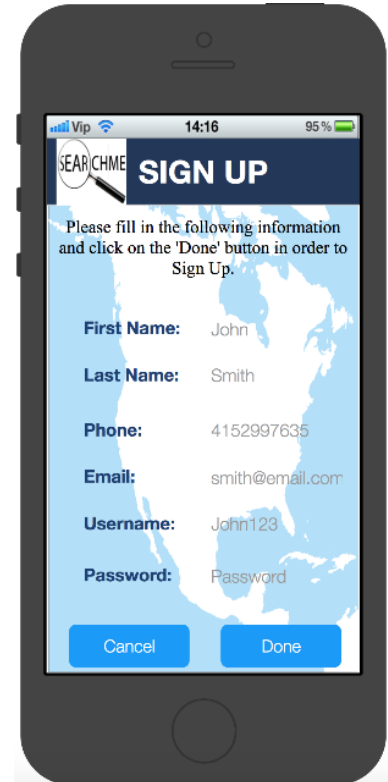 Vip 14:16 95 %
SEARCHME SIGN UP
Please fill in the following information
and click on the 'Done' button in order to
Sign Up.
First Name: John
Last Name: Smith
Phone: 4152997635
Email: smith@email.com
Username: John123
Password: Password
Cancel Done